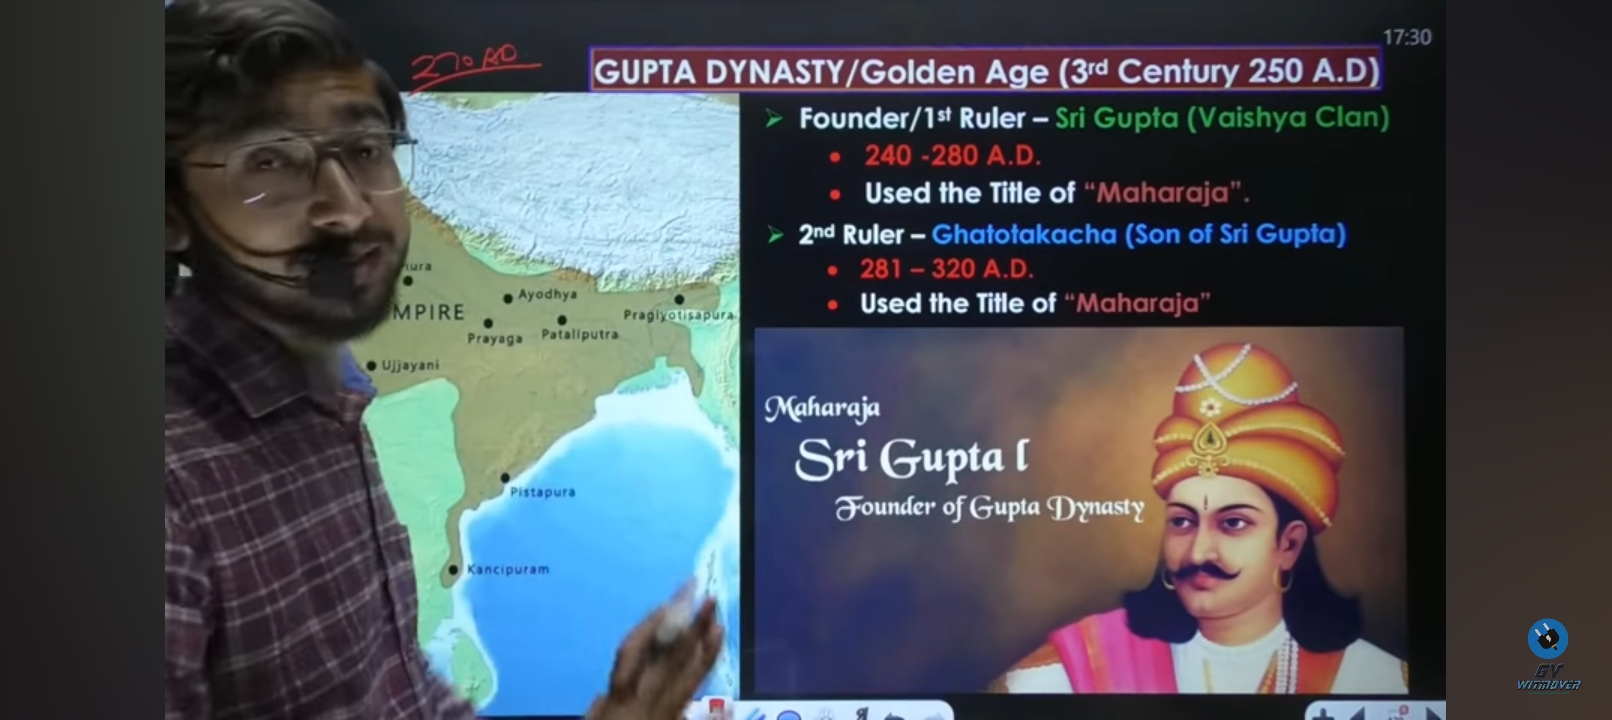 17:30
270 AD
GUPTA DYNASTY/Golden Age (3rd Century 250 A.D)
➢ Founder/1st Ruler – Sri Gupta (Vaishya Clan)
• 240 -280 A.D.
• Used the Title of “Maharaja”.
➢ 2nd Ruler – Ghatotakacha (Son of Sri Gupta)
• 281 – 320 A.D.
• Used the Title of “Maharaja”
Ayodhya
MPIRE
Pragiyotisapura
Prayaga
Pataliputra
Ujjayani
Pistapura
Kancipuram
Maharaja
Sri Gupta I
Founder of Gupta Dynasty
GY